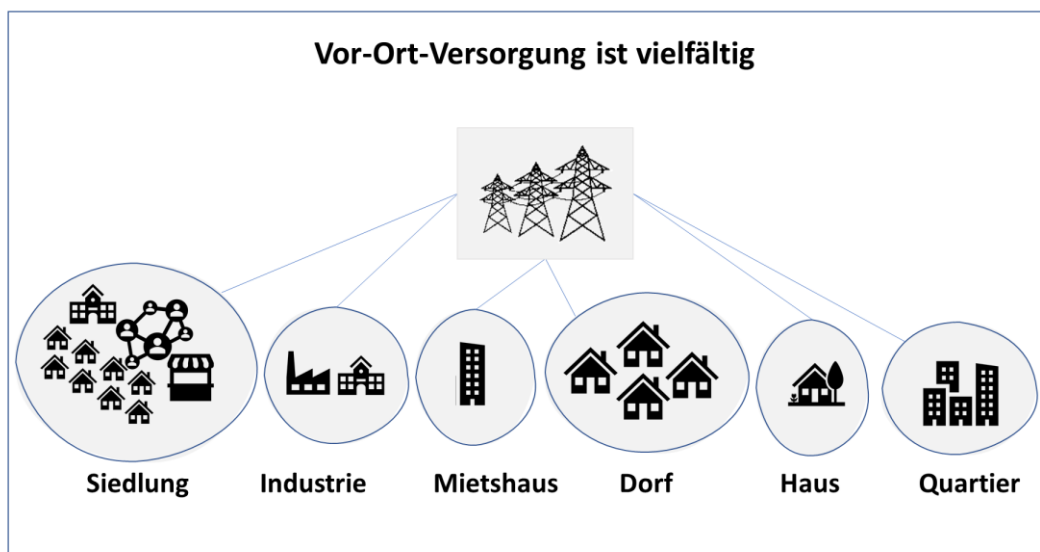 Vor-Ort-Versorgung ist vielfältig
Siedlung
Industrie
Mietshaus
Dorf
Haus
Quartier